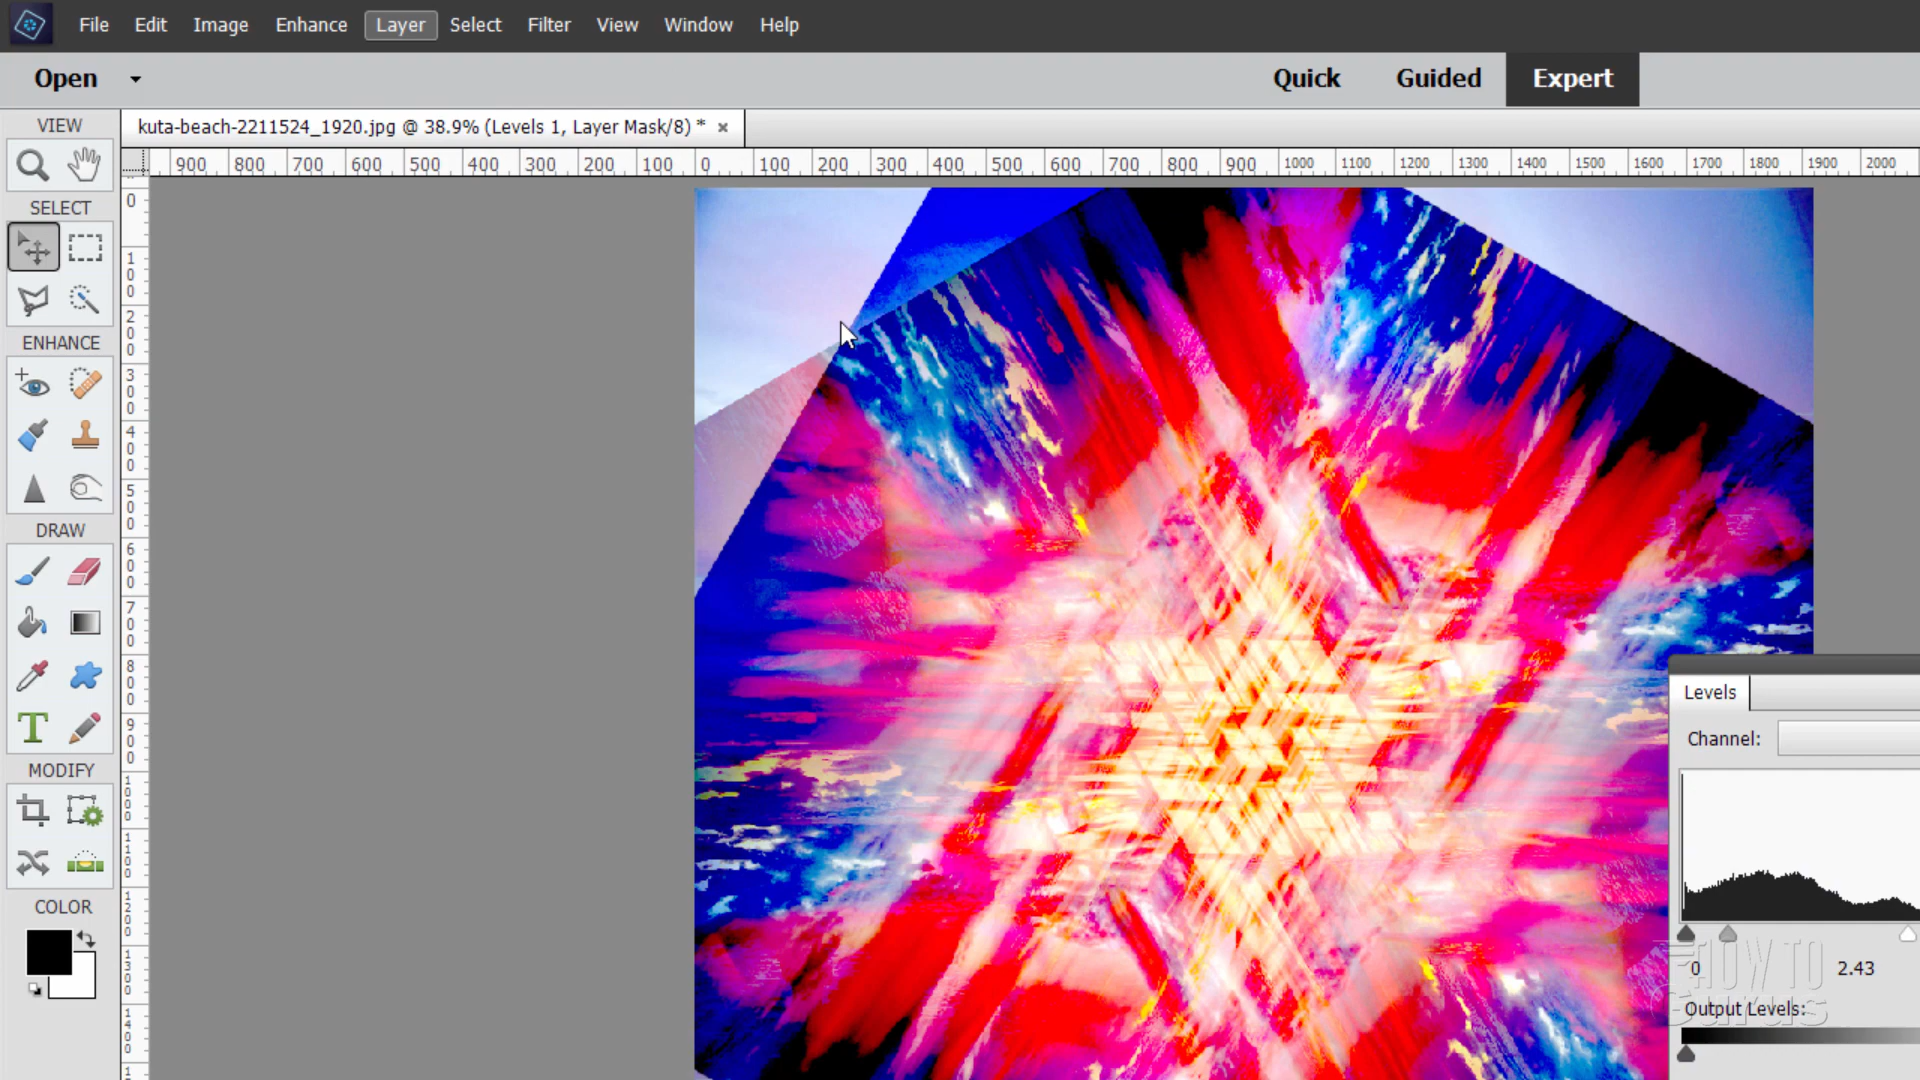 File Edit Image Enhance Layer Select Filter View Window Help
Open Quick Guided Expert
kuta-beach-2211524_1920.jpg @ 38.9% (Levels 1, Layer Mask/8) * ×
900 800 700 600 500 400 300 200 100 0 100 200 300 400 500 600 700 800 900 1000 1100 1200 1300 1400 1500 1600 1700 1800 1900 2000
VIEW
SELECT
ENHANCE
DRAW
T
MODIFY
COLOR
0
100
200
300
400
500
600
700
800
900
1000
1100
1200
1300
1400
1
Levels
Channel:
0 2.43
Output Levels:
HOW TO
Gurus